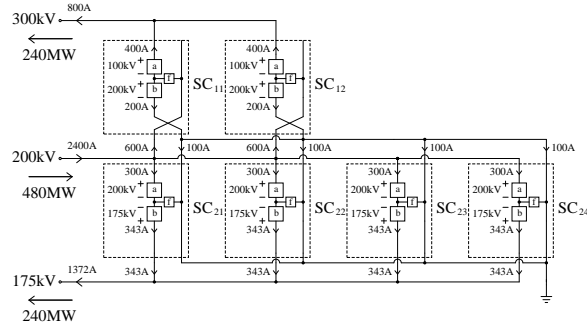 300kV 800A
240MW
400A 400A
100kV + a − f SC11 100kV + a − f SC12
200kV + b − 200kV + b −
200A 200A
200kV 2400A 600A 100A 600A 100A 100A 100A
480MW
300A 300A 300A 300A
200kV + a − f SC21 200kV + a − f SC22 200kV + a − f SC23 200kV + a − f SC24
175kV + b − 175kV + b − 175kV + b − 175kV + b −
343A 343A 343A 343A
175kV 1372A 343A 343A 343A 343A
240MW